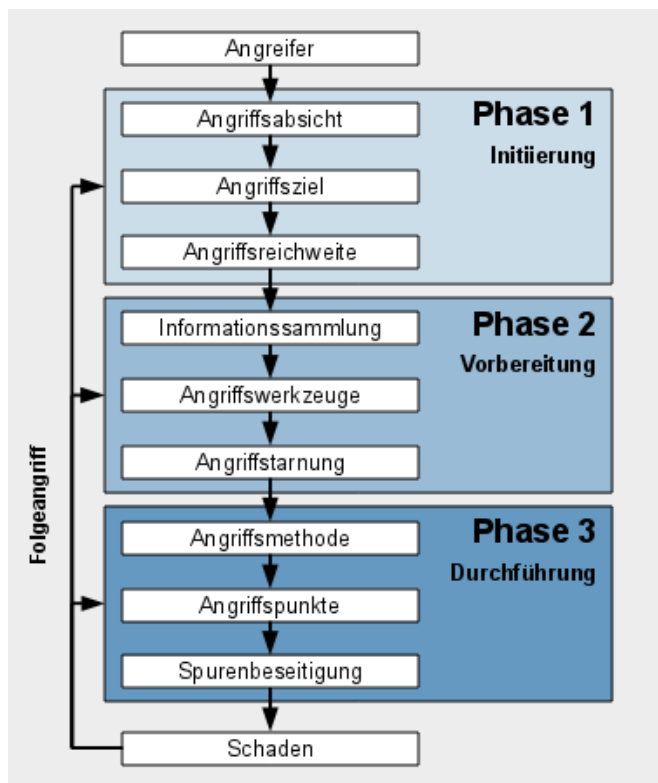 Angreifer
Phase 1
Initiierung
Angriffsabsicht
Angriffsziel
Angriffsreichweite
Phase 2
Vorbereitung
Informationssammlung
Angriffswerkzeuge
Angriffstarnung
Phase 3
Durchführung
Angriffsmethode
Angriffspunkte
Spurenbeseitigung
Schaden
Folgeangriff